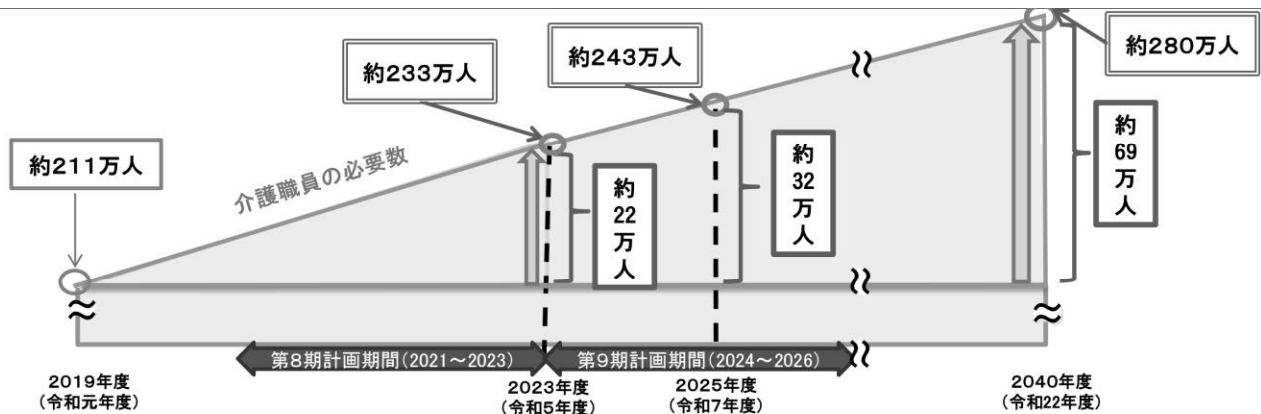 約280万人
約243万人
約233万人
約211万人
介護職員の必要数
約
22
万
人
約
32
万
人
約
69
万
人
第8期計画期間(2021～2023)
第9期計画期間(2024～2026)
2019年度
(令和元年度)
2023年度
(令和5年度)
2025年度
(令和7年度)
2040年度
(令和22年度)